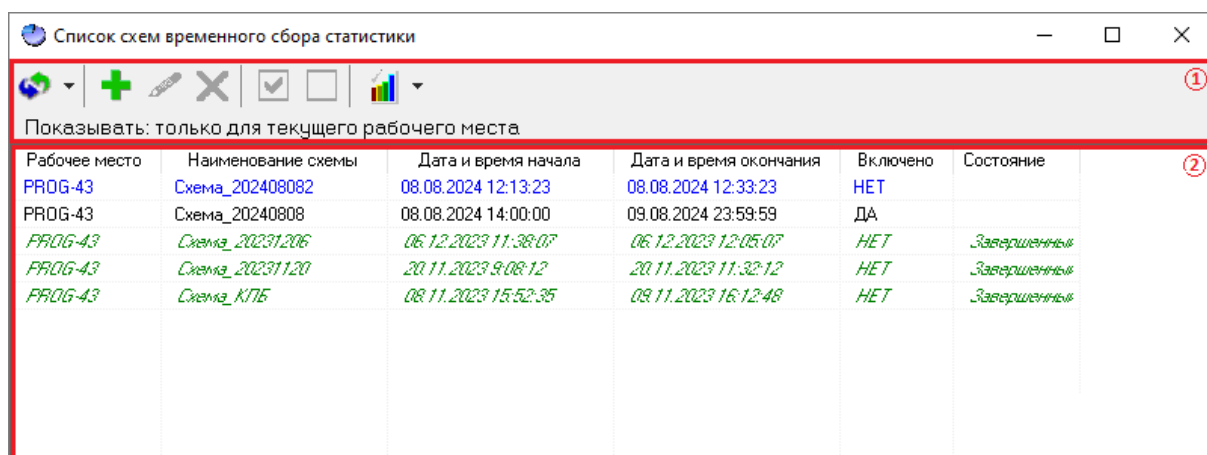 Список схем временного сбора статистики
①
Показывать: только для текущего рабочего места
Рабочее место Наименование схемы Дата и время начала Дата и время окончания Включено Состояние
②
PROG-43 Схема_202408082 08.08.2024 12:13:23 08.08.2024 12:33:23 НЕТ
PROG-43 Схема_20240808 08.08.2024 14:00:00 09.08.2024 23:59:59 ДА
PROG-43 Схема_20231206 06.12.2023 11:38:07 06.12.2023 12:05:07 НЕТ Завершенный
PROG-43 Схема_20231120 20.11.2023 9:08:12 20.11.2023 11:32:12 НЕТ Завершенный
PROG-43 Схема_КПБ 08.11.2023 15:52:35 09.11.2023 16:12:48 НЕТ Завершенный